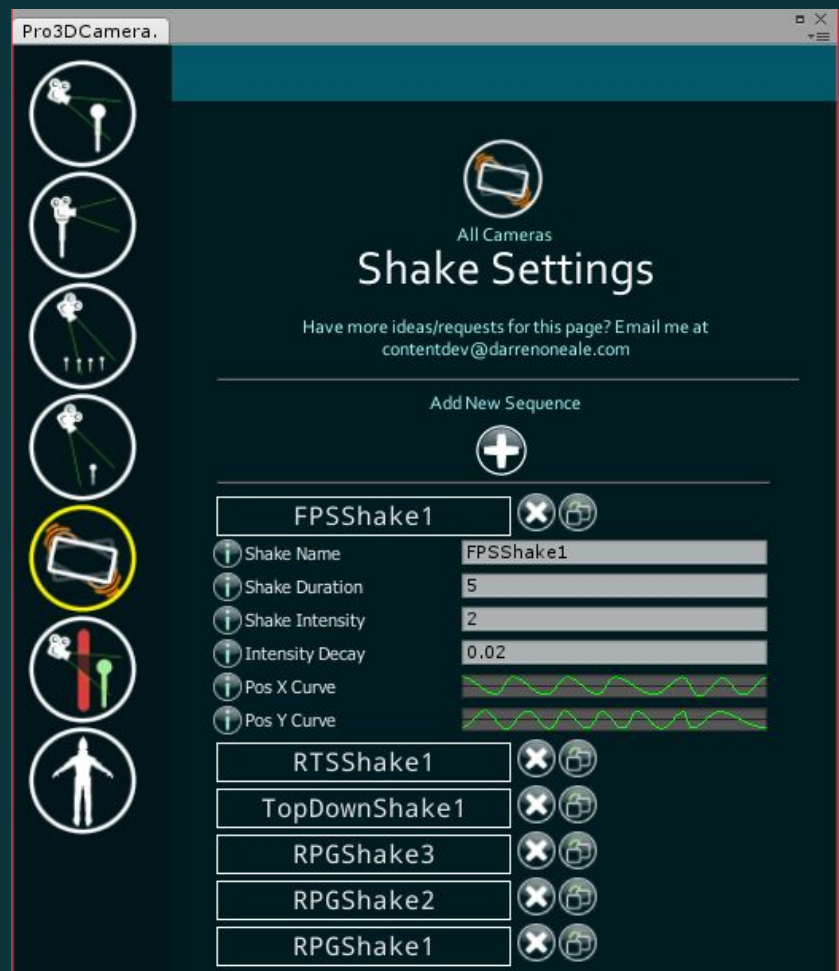 Pro3DCamera.
All Cameras
Shake Settings
Have more ideas/requests for this page? Email me at
contentdev@darrenoneale.com
Add New Sequence
FPSShake1
Shake Name FPSShake1
Shake Duration 5
Shake Intensity 2
Intensity Decay 0.02
Pos X Curve
Pos Y Curve
RTSShake1
TopDownShake1
RPGShake3
RPGShake2
RPGShake1